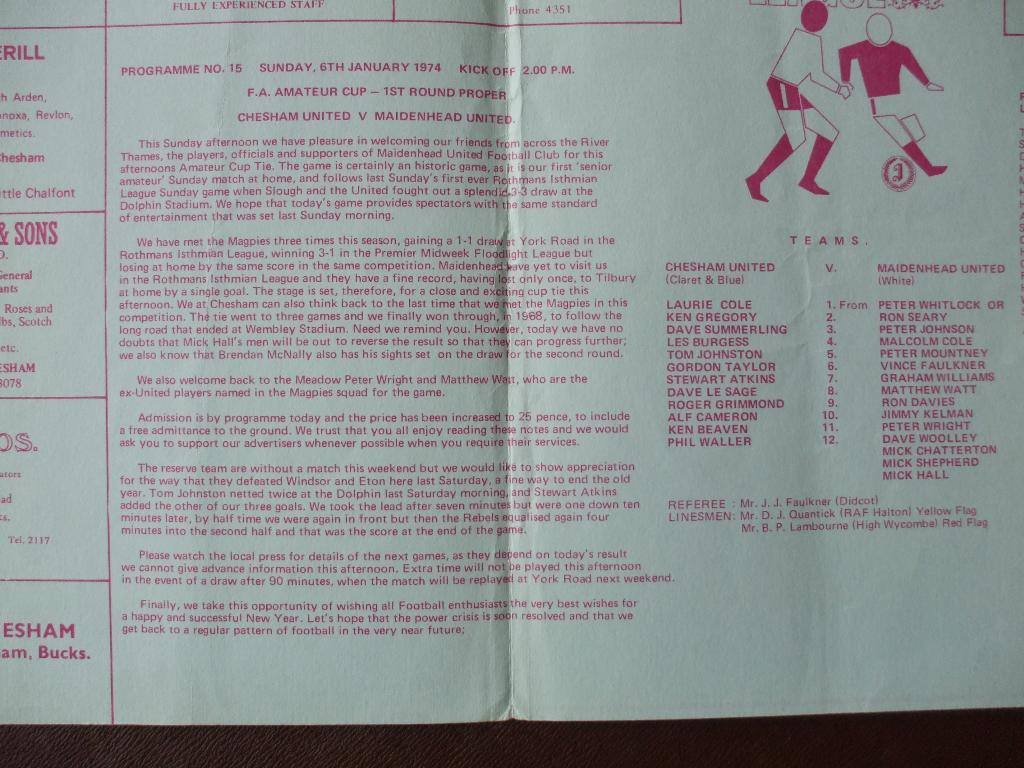 FULLY EXPERIENCED STAFF
Phone 4351
ERILL
h Arden,
Revlon,
metics.
Chesham
ittle Chalfont
& SONS
General
Roses and
lbs, Scotch
etc.
ESHAM
8078
OS.
ators
ad
ks.
Tel. 2117
ESHAM
am, Bucks.
PROGRAMME NO. 15 SUNDAY, 6TH JANUARY 1974 KICK OFF 2.00 P.M.
F.A. AMATEUR CUP – 1ST ROUND PROPER
CHESHAM UNITED V MAIDENHEAD UNITED.
This Sunday afternoon we have pleasure in welcoming our friends from across the River
Thames, the players, officials and supporters of Maidenhead United Football Club for this
afternoons Amateur Cup Tie. The game is certainly an historic game, as it is our first 'senior
amateur' Sunday match at home, and follows last Sunday's first ever Rothmans Isthmian
League Sunday game when Slough and the United fought out a splendid 3-3 draw at the
Dolphin Stadium. We hope that today's game provides spectators with the same standard
of entertainment that was set last Sunday morning.
We have met the Magpies three times this season, gaining a 1-1 draw at York Road in the
Rothmans Isthmian League, winning 3-1 in the Premier Midweek Floodlight League but
losing at home by the same score in the same competition. Maidenhead have yet to visit us
in the Rothmans Isthmian League and they have a fine record, having lost only once, to Tilbury
at home by a single goal. The stage is set, therefore, for a close and exciting cup tie this
afternoon. We at Chesham can also think back to the last time that we met the Magpies in this
competition. The tie went to three games and we finally won through, in 1968, to follow the
long road that ended at Wembley Stadium. Need we remind you. However, today we have no
doubts that Mick Hall's men will be out to reverse the result so that they can progress further;
we also know that Brendan McNally also has his sights set on the draw for the second round.
We also welcome back to the Meadow Peter Wright and Matthew Watt, who are the
ex-United players named in the Magpies squad for the game.
Admission is by programme today and the price has been increased to 25 pence, to include
a free admittance to the ground. We trust that you all enjoy reading these notes and we would
ask you to support our advertisers whenever possible when you require their services.
The reserve team are without a match this weekend but we would like to show appreciation
for the way that they defeated Windsor and Eton here last Saturday, a fine way to end the old
year. Tom Johnston netted twice at the Dolphin last Saturday morning, and Stewart Atkins
added the other of our three goals. We took the lead after seven minutes but were one down ten
minutes later, by half time we were again in front but then the Rebels equalised again four
minutes into the second half and that was the score at the end of the game.
Please watch the local press for details of the next games, as they depend on today's result
we cannot give advance information this afternoon. Extra time will not be played this afternoon
in the event of a draw after 90 minutes, when the match will be replayed at York Road next weekend.
Finally, we take this opportunity of wishing all Football enthusiasts the very best wishes for
a happy and successful New Year. Let's hope that the power crisis is soon resolved and that we
get back to a regular pattern of football in the very near future;
TEAMS.
CHESHAM UNITED V. MAIDENHEAD UNITED
(Claret & Blue) (White)
LAURIE COLE 1. From PETER WHITLOCK OR
KEN GREGORY 2. RON SEARY
DAVE SUMMERLING 3. PETER JOHNSON
LES BURGESS 4. MALCOLM COLE
TOM JOHNSTON 5. PETER MOUNTNEY
GORDON TAYLOR 6. VINCE FAULKNER
STEWART ATKINS 7. GRAHAM WILLIAMS
DAVE LE SAGE 8. MATTHEW WATT
ROGER GRIMMOND 9. RON DAVIES
ALF CAMERON 10. JIMMY KELMAN
KEN BEAVEN 11. PETER WRIGHT
PHIL WALLER 12. DAVE WOOLLEY
MICK CHATTERTON
MICK SHEPHERD
MICK HALL
REFEREE : Mr. J. J. Faulkner (Didcot)
LINESMEN: Mr. D. J. Quantick (RAF Halton) Yellow Flag
Mr. B. P. Lambourne (High Wycombe) Red Flag